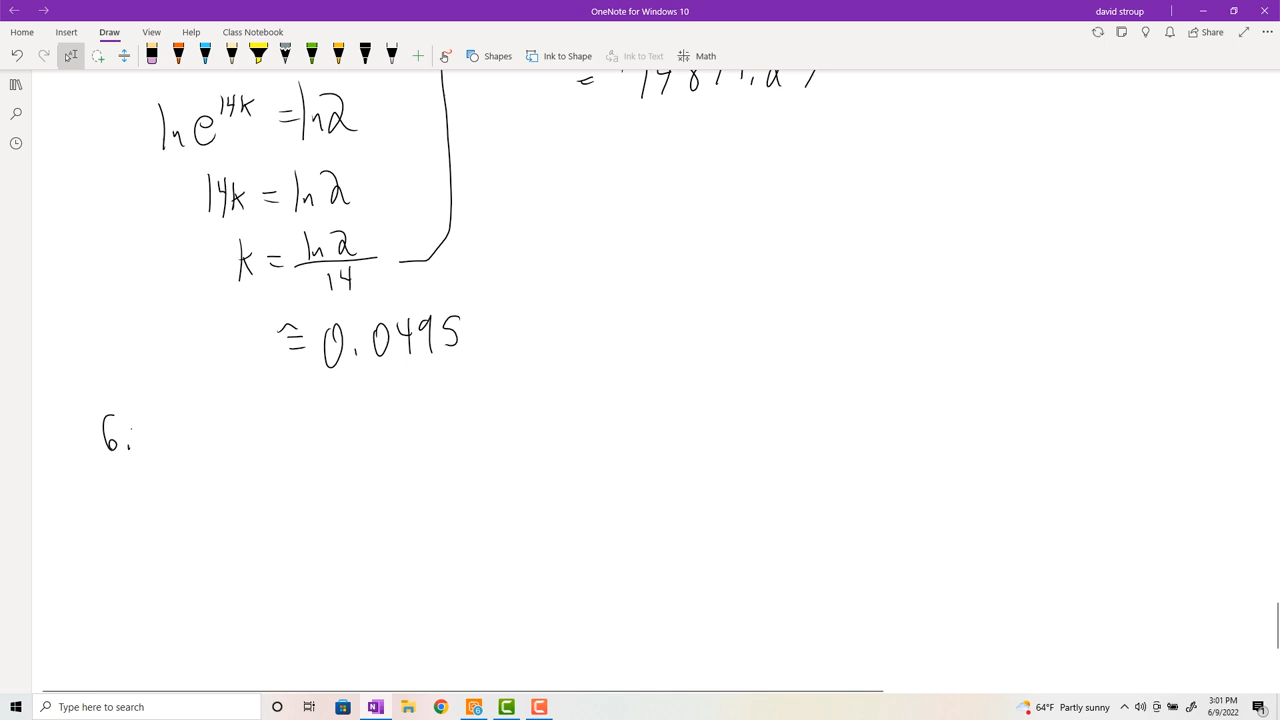 OneNote for Windows 10
david stroup
Home Insert Draw View Help Class Notebook
Share
Shapes Ink to Shape Ink to Text Math
ln e^14k = ln 2
14k = ln 2
k = ln 2
14
≅ 0.0495
6.
Type here to search
64°F Partly sunny
3:01 PM
6/9/2022